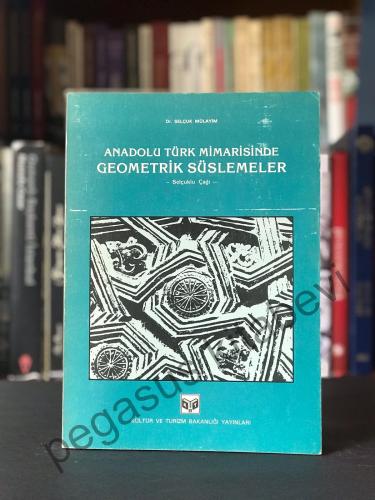 Dr. SELÇUK MÜLAYİM
ANADOLU TÜRK MİMARİSİNDE
GEOMETRİK SÜSLEMELER
- Selçuklu Çağı -
KÜLTÜR VE TURİZM BAKANLIĞI YAYINLARI
pegasus kitabevi